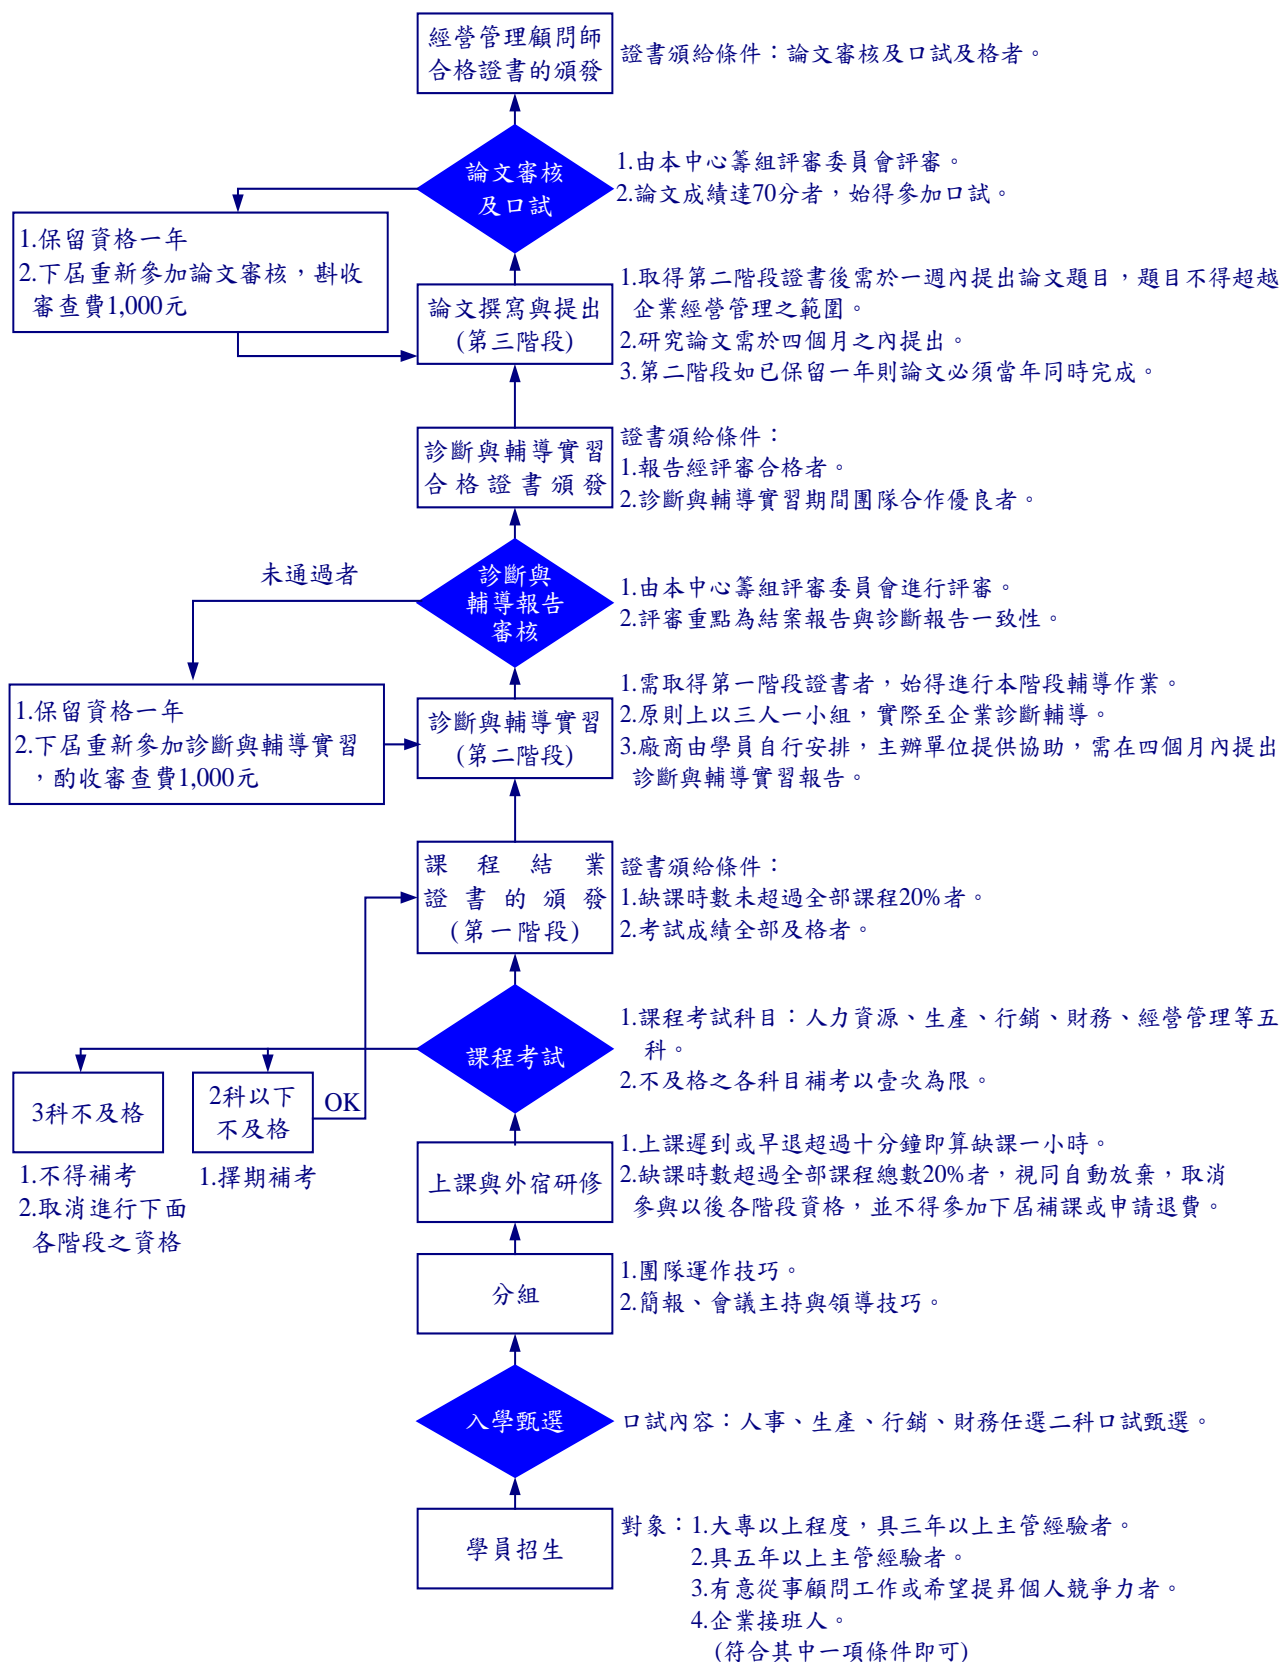 經營管理顧問師
合格證書的頒發
證書頒給條件：論文審核及口試及格者。
論文審核
及口試
1.由本中心籌組評審委員會評審。
2.論文成績達70分者，始得參加口試。
1.保留資格一年
2.下屆重新參加論文審核，斟收
審查費1,000元
論文撰寫與提出
(第三階段)
1.取得第二階段證書後需於一週內提出論文題目，題目不得超越
企業經營管理之範圍。
2.研究論文需於四個月之內提出。
3.第二階段如已保留一年則論文必須當年同時完成。
診斷與輔導實習
合格證書頒發
證書頒給條件：
1.報告經評審合格者。
2.診斷與輔導實習期間團隊合作優良者。
未通過者
診斷與
輔導報告
審核
1.由本中心籌組評審委員會進行評審。
2.評審重點為結案報告與診斷報告一致性。
1.保留資格一年
2.下屆重新參加診斷與輔導實習
，酌收審查費1,000元
診斷與輔導實習
(第二階段)
1.需取得第一階段證書者，始得進行本階段輔導作業。
2.原則上以三人一小組，實際至企業診斷輔導。
3.廠商由學員自行安排，主辦單位提供協助，需在四個月內提出
診斷與輔導實習報告。
課程結業
證書的頒發
(第一階段)
證書頒給條件：
1.缺課時數未超過全部課程20%者。
2.考試成績全部及格者。
課程考試
1.課程考試科目：人力資源、生產、行銷、財務、經營管理等五
科。
2.不及格之各科目補考以壹次為限。
3科不及格
2科以下
不及格
OK
1.不得補考
2.取消進行下面
各階段之資格
1.擇期補考
上課與外宿研修
1.上課遲到或早退超過十分鐘即算缺課一小時。
2.缺課時數超過全部課程總數20%者，視同自動放棄，取消
參與以後各階段資格，並不得參加下屆補課或申請退費。
分組
1.團隊運作技巧。
2.簡報、會議主持與領導技巧。
入學甄選
口試內容：人事、生產、行銷、財務任選二科口試甄選。
學員招生
對象：1.大專以上程度，具三年以上主管經驗者。
2.具五年以上主管經驗者。
3.有意從事顧問工作或希望提昇個人競爭力者。
4.企業接班人。
(符合其中一項條件即可)